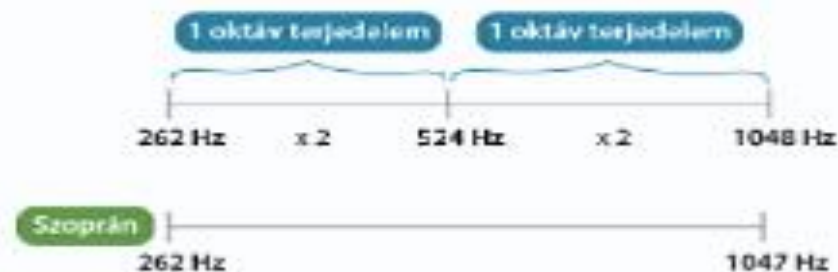 1 oktáv terjedelem 1 oktáv terjedelem
262 Hz x 2 524 Hz x 2 1048 Hz
Szoprán
262 Hz 1047 Hz